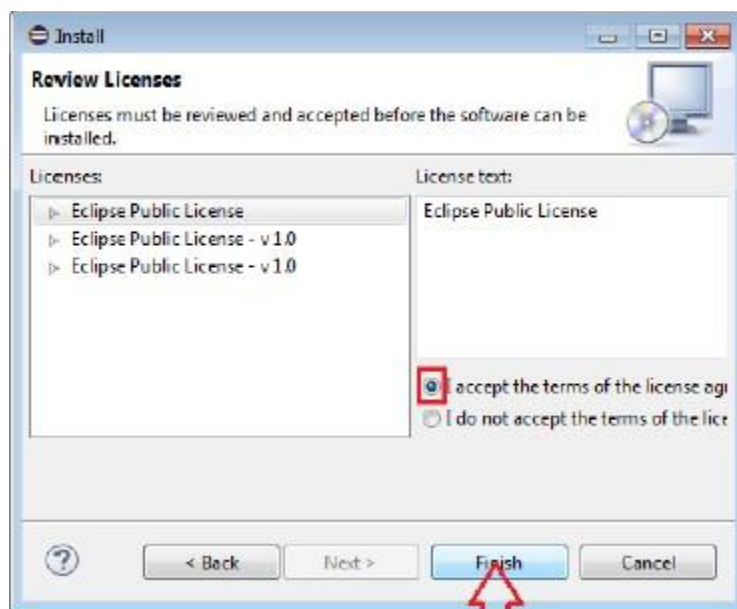 Install
Review Licenses
Licenses must be reviewed and accepted before the software can be
installed.
Licenses:
Eclipse Public License
Eclipse Public License - v 1.0
Eclipse Public License - v 1.0
License text:
Eclipse Public License
I accept the terms of the license agr
I do not accept the terms of the lice
?
< Back
Next >
Finish
Cancel